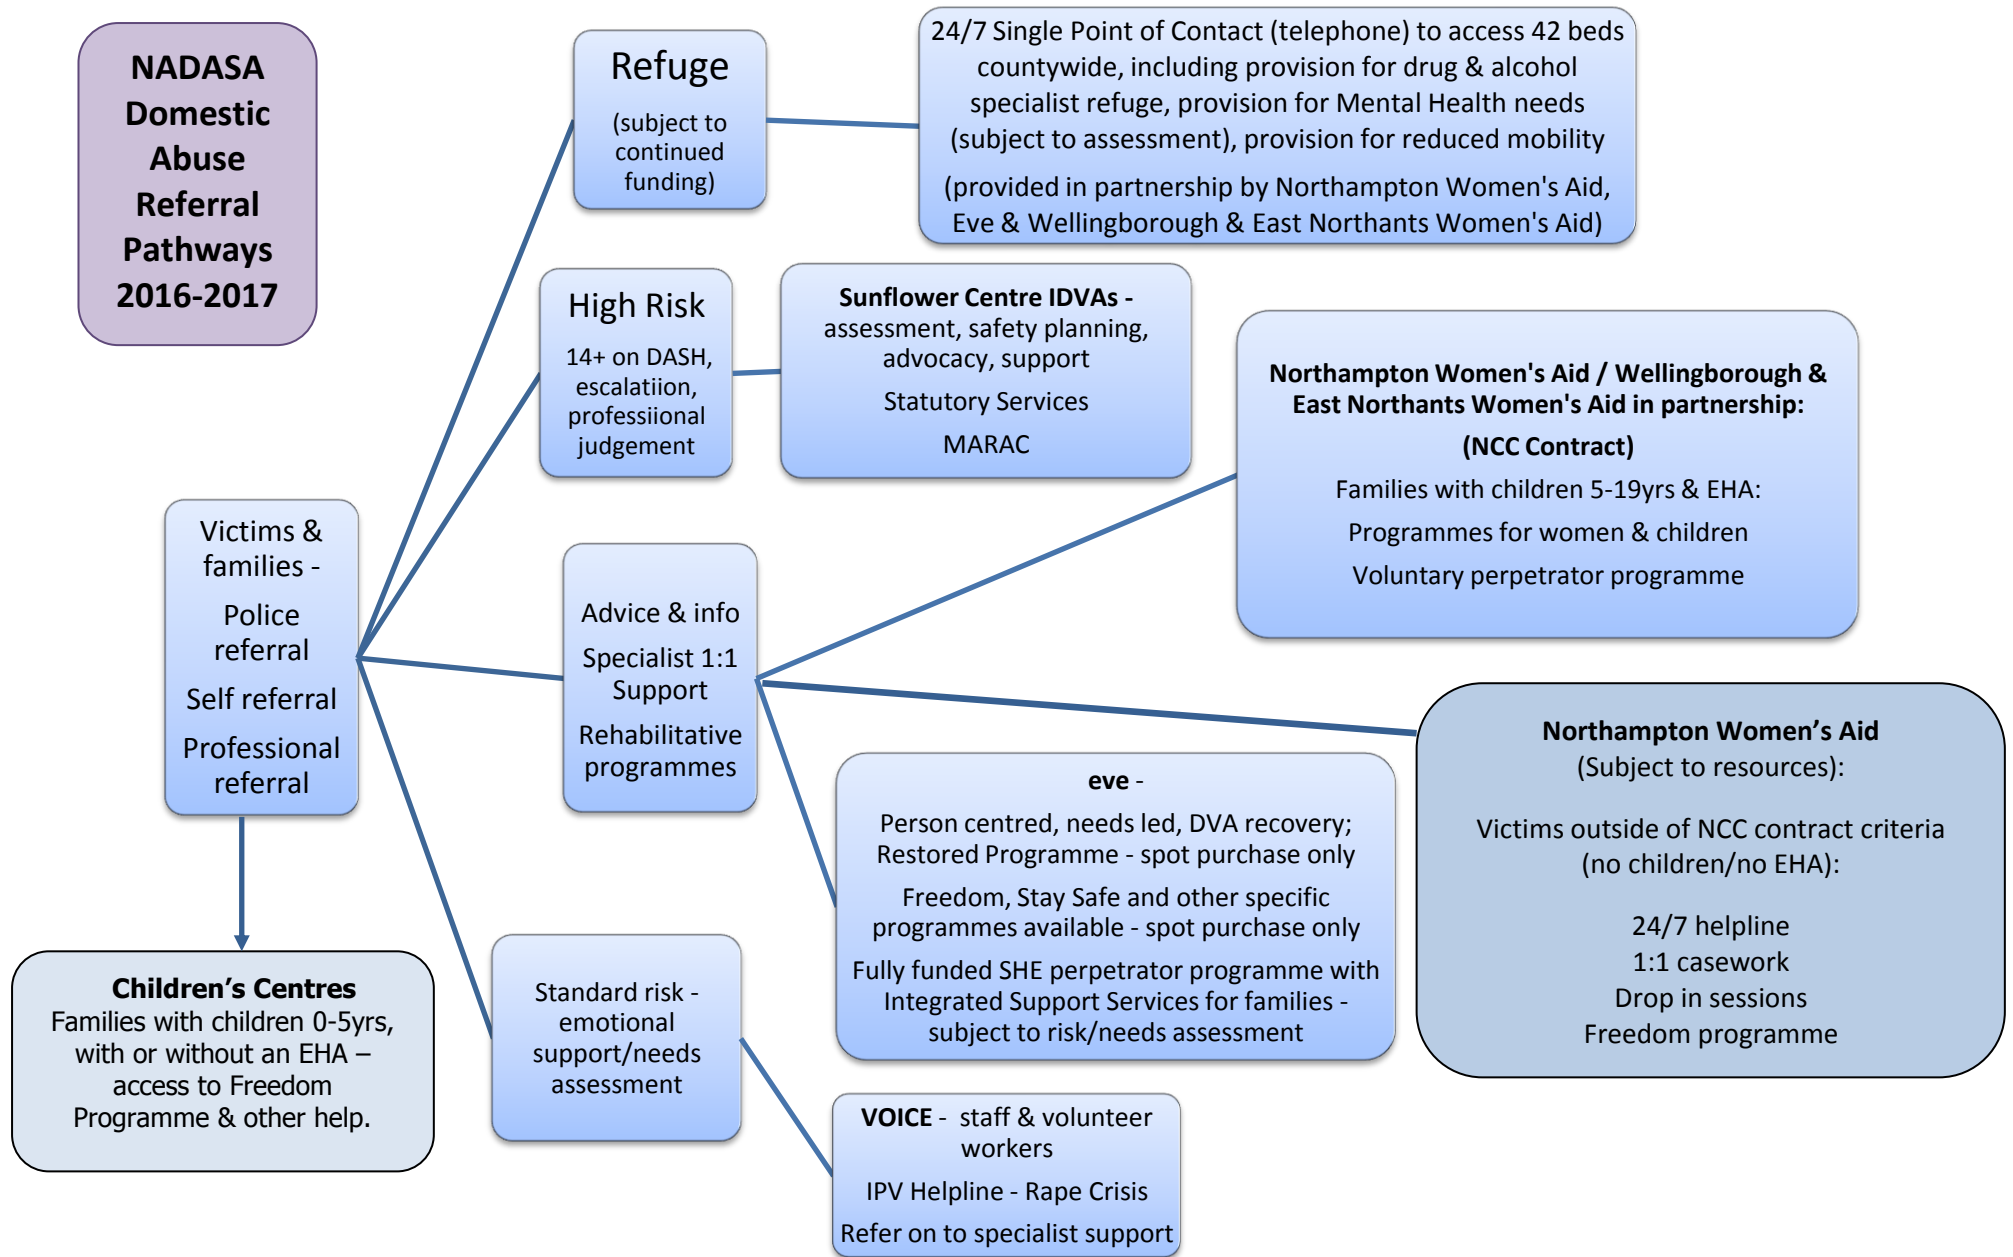 NADASA
Domestic
Abuse
Referral
Pathways
2016-2017
Refuge
(subject to
continued
funding)
24/7 Single Point of Contact (telephone) to access 42 beds
countywide, including provision for drug & alcohol
specialist refuge, provision for Mental Health needs
(subject to assessment), provision for reduced mobility
(provided in partnership by Northampton Women's Aid,
Eve & Wellingborough & East Northants Women's Aid)
High Risk
14+ on DASH,
escalatiion,
professiional
judgement
Sunflower Centre IDVAs -
assessment, safety planning,
advocacy, support
Statutory Services
MARAC
Northampton Women's Aid / Wellingborough &
East Northants Women's Aid in partnership:
(NCC Contract)
Families with children 5-19yrs & EHA:
Programmes for women & children
Voluntary perpetrator programme
Victims &
families -
Police
referral
Self referral
Professional
referral
Advice & info
Specialist 1:1
Support
Rehabilitative
programmes
Northampton Women’s Aid
(Subject to resources):
Victims outside of NCC contract criteria
(no children/no EHA):
24/7 helpline
1:1 casework
Drop in sessions
Freedom programme
eve -
Person centred, needs led, DVA recovery;
Restored Programme - spot purchase only
Freedom, Stay Safe and other specific
programmes available - spot purchase only
Fully funded SHE perpetrator programme with
Integrated Support Services for families -
subject to risk/needs assessment
Children’s Centres
Families with children 0-5yrs,
with or without an EHA –
access to Freedom
Programme & other help.
Standard risk -
emotional
support/needs
assessment
VOICE - staff & volunteer
workers
IPV Helpline - Rape Crisis
Refer on to specialist support